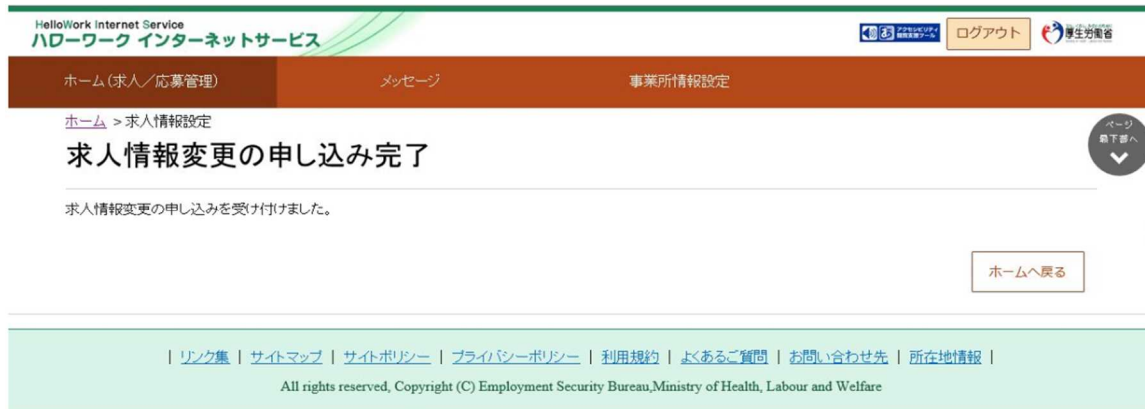 HelloWork Internet Service
ハローワーク インターネットサービス
ログアウト
厚生労働省
ホーム(求人/応募管理) メッセージ 事業所情報設定
ホーム >求人情報設定
ページ
最下部へ
求人情報変更の申し込み完了
求人情報変更の申し込みを受け付けました。
ホームへ戻る
| リンク集 | サイトマップ | サイトポリシー | プライバシーポリシー | 利用規約 | よくあるご質問 | お問い合わせ先 | 所在地情報 |
All rights reserved, Copyright (C) Employment Security Bureau,Ministry of Health, Labour and Welfare